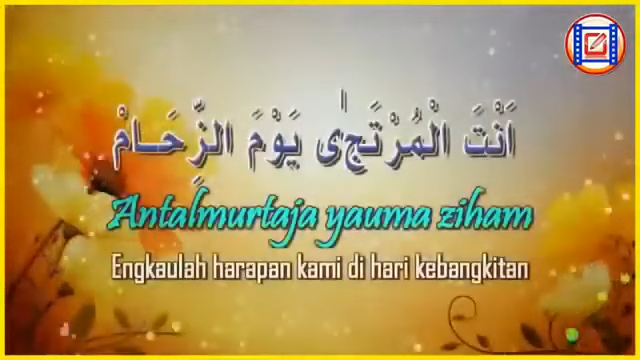 اَنْتَ الْمُرْتَجٰى يَوْمَ الزِّحَامْ
Antalmurtaja yauma ziham
Engkaulah harapan kami di hari kebangkitan